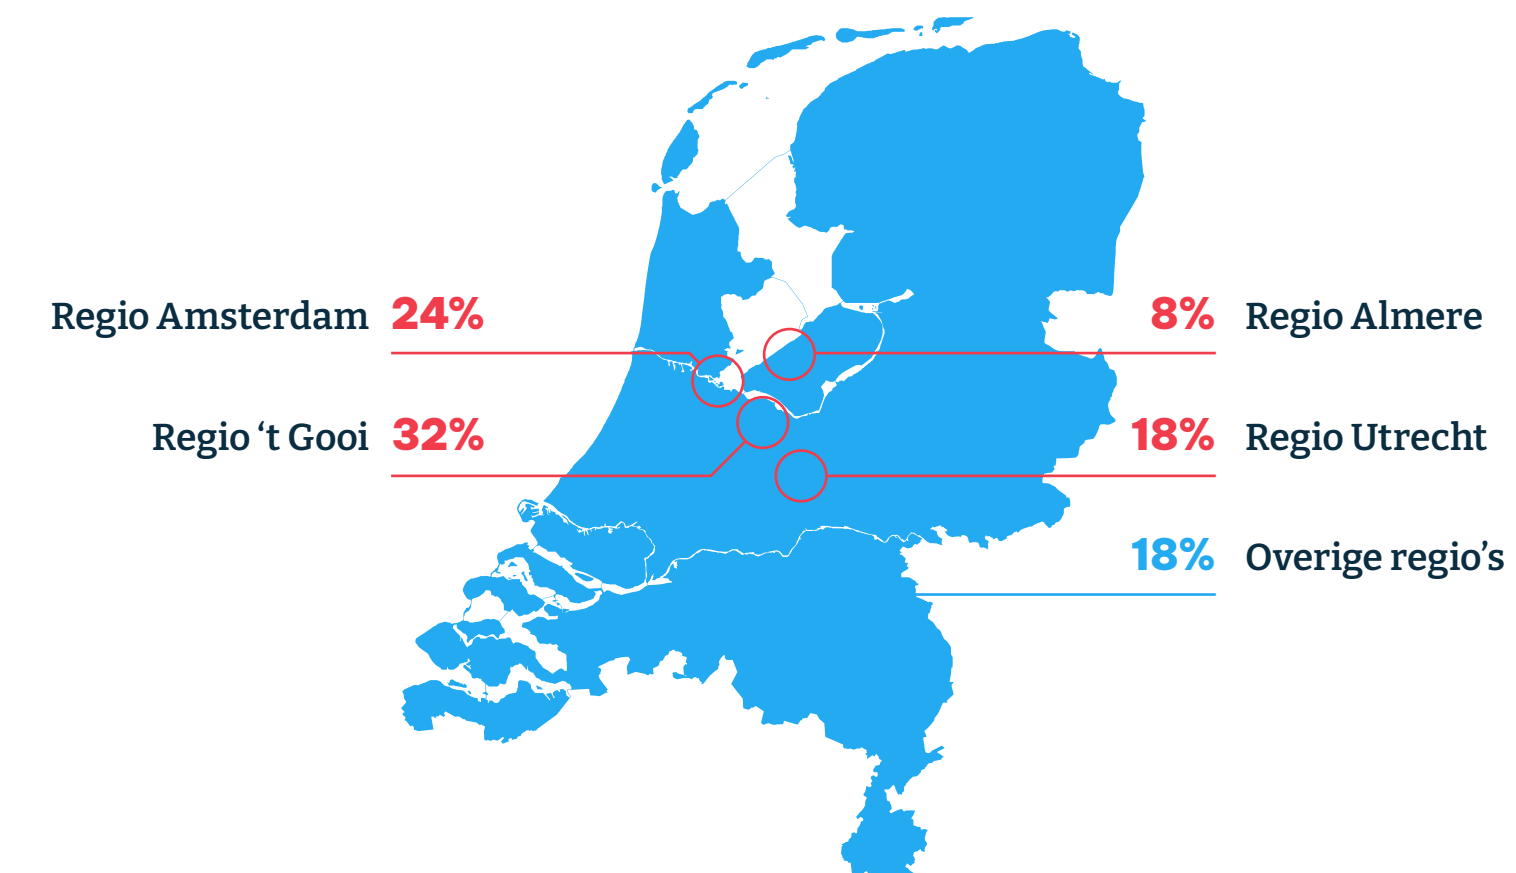 Regio Amsterdam 24%
8% Regio Almere
Regio ‘t Gooi 32%
18% Regio Utrecht
18% Overige regio’s